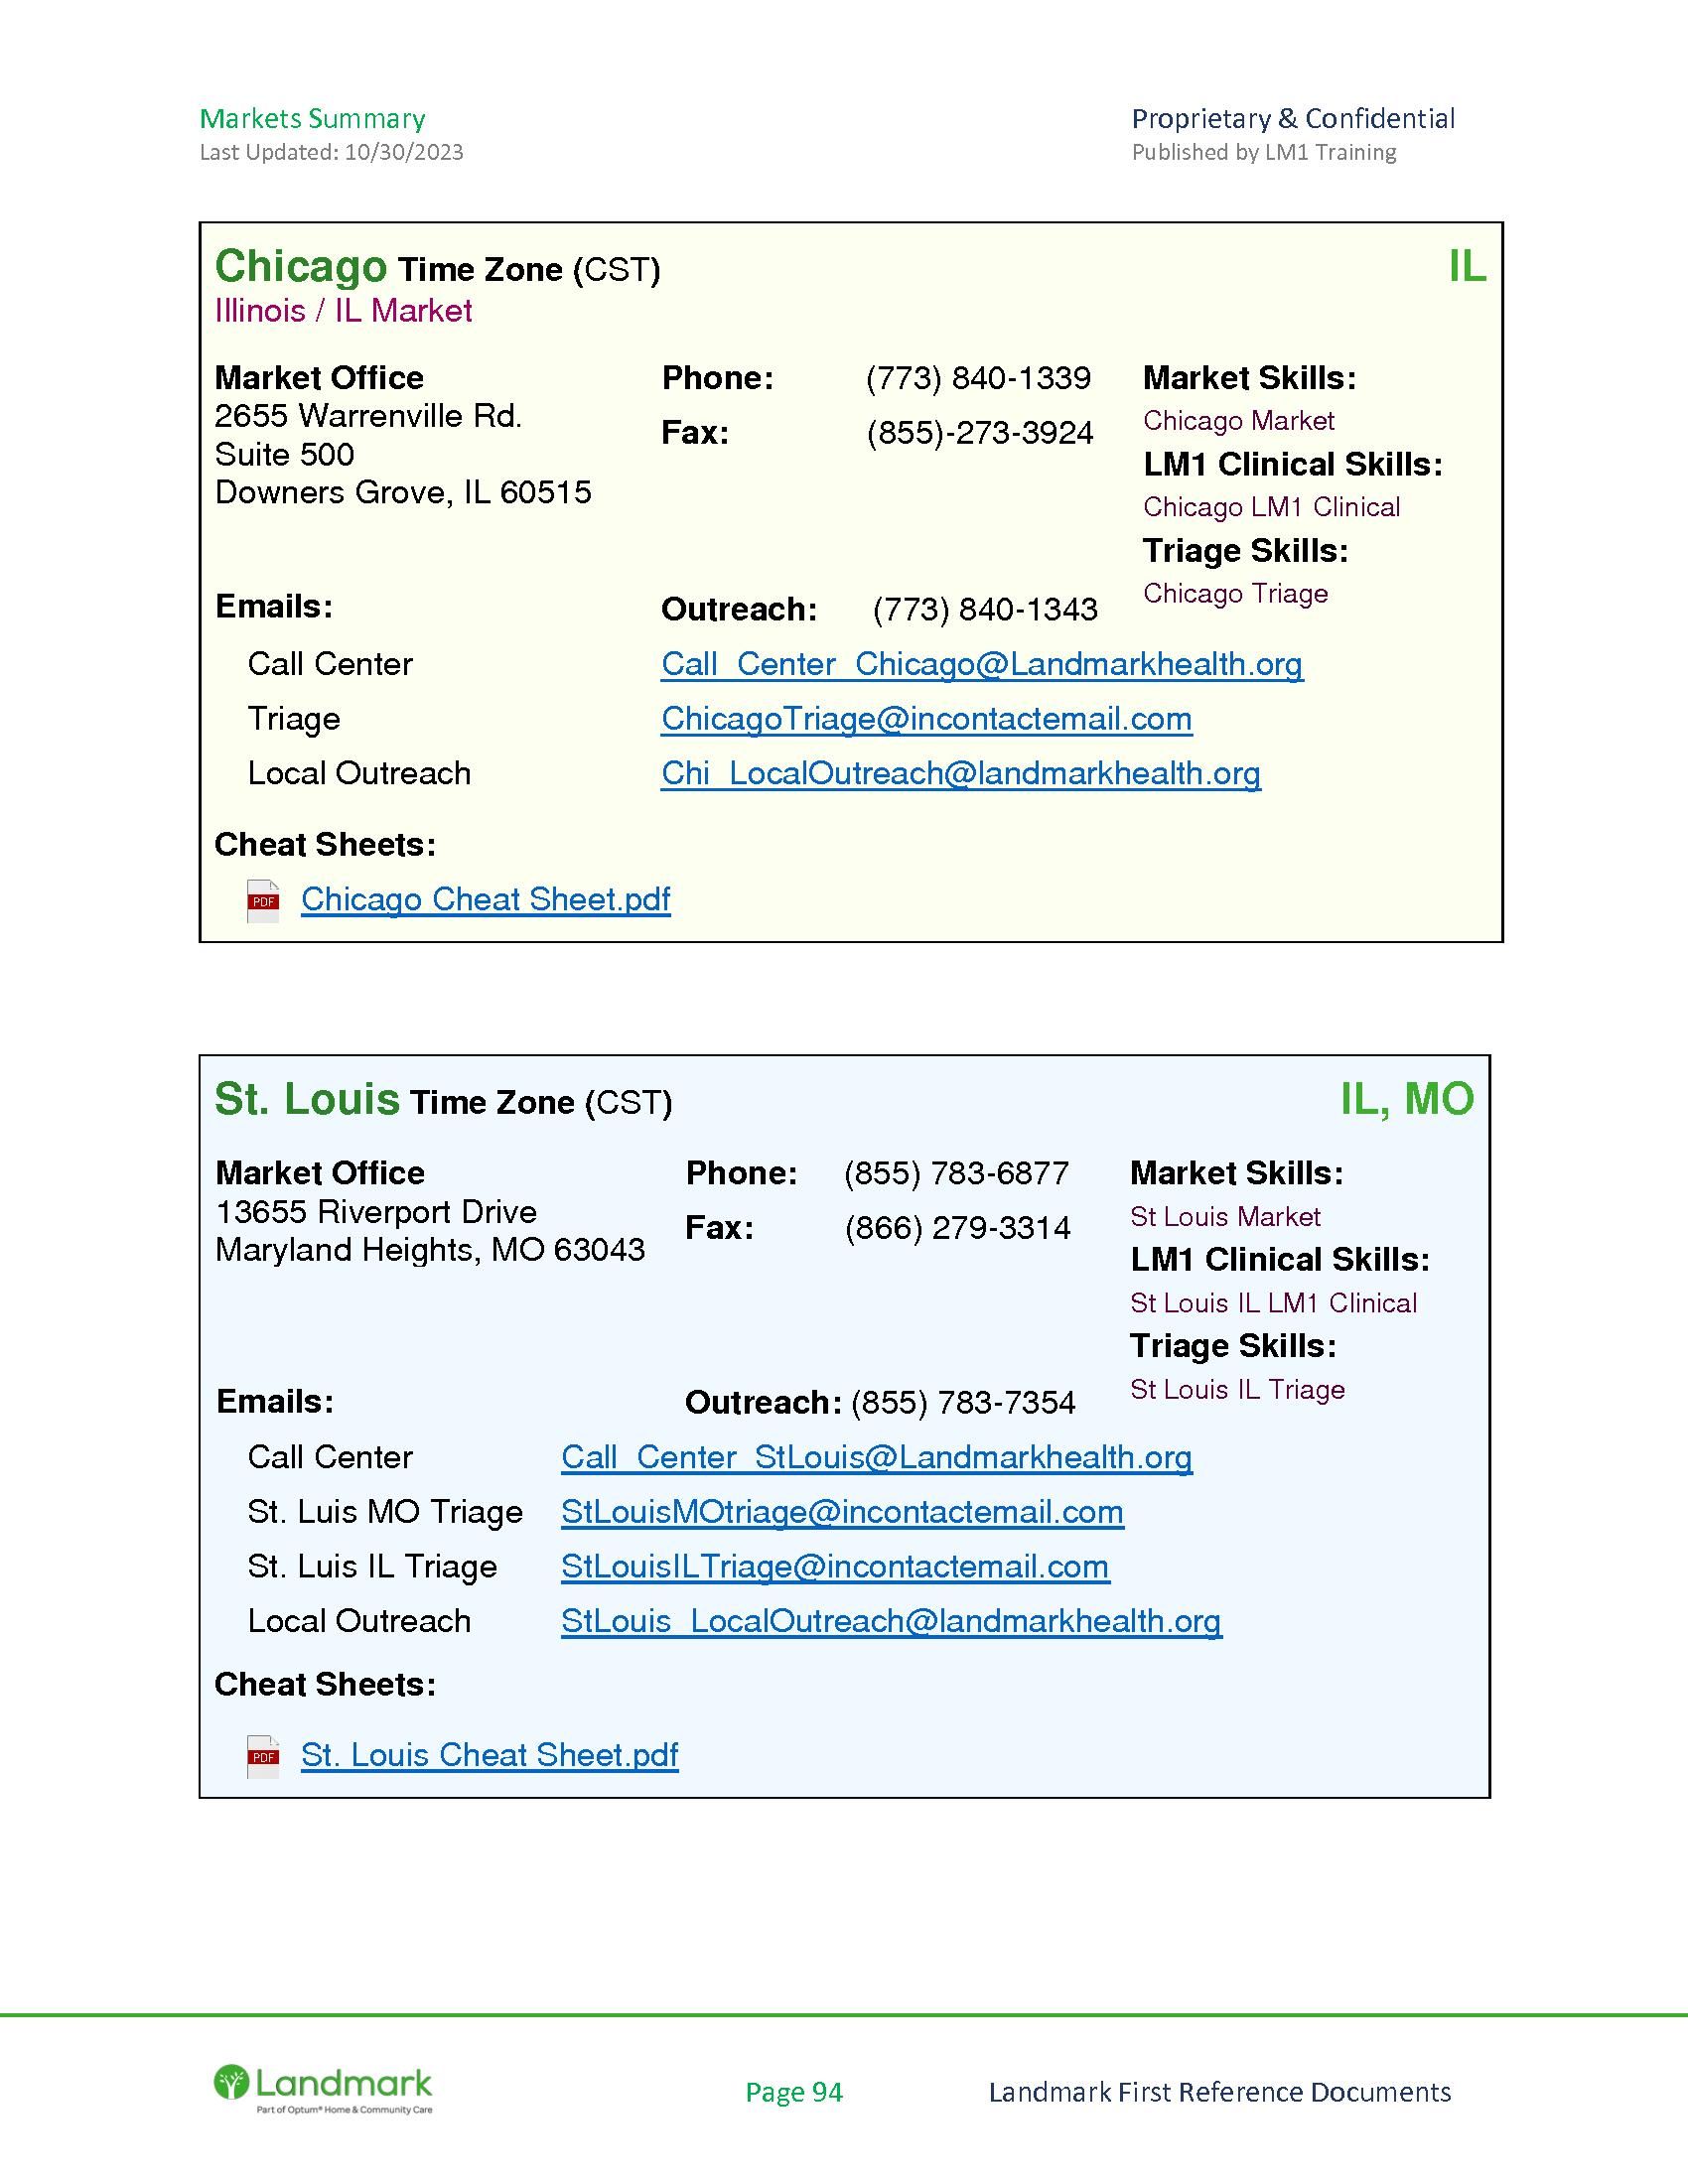 Markets Summary
Proprietary & Confidential
Last Updated: 10/30/2023
Published by LM1 Training
Chicago Time Zone (CST)
IL
Illinois / IL Market
Market Office
2655 Warrenville Rd.
Suite 500
Downers Grove, IL 60515
Phone: (773) 840-1339
Fax: (855)-273-3924
Market Skills:
Chicago Market
LM1 Clinical Skills:
Chicago LM1 Clinical
Triage Skills:
Chicago Triage
Emails:
Outreach: (773) 840-1343
Call Center Call_Center_Chicago@Landmarkhealth.org
Triage ChicagoTriage@incontactemail.com
Local Outreach Chi_LocalOutreach@landmarkhealth.org
Cheat Sheets:
PDF Chicago Cheat Sheet.pdf
St. Louis Time Zone (CST)
IL, MO
Market Office
13655 Riverport Drive
Maryland Heights, MO 63043
Phone: (855) 783-6877
Fax: (866) 279-3314
Market Skills:
St Louis Market
LM1 Clinical Skills:
St Louis IL LM1 Clinical
Triage Skills:
St Louis IL Triage
Emails:
Outreach: (855) 783-7354
Call Center Call_Center_StLouis@Landmarkhealth.org
St. Luis MO Triage StLouisMOtriage@incontactemail.com
St. Luis IL Triage StLouisILTriage@incontactemail.com
Local Outreach StLouis_LocalOutreach@landmarkhealth.org
Cheat Sheets:
PDF St. Louis Cheat Sheet.pdf
Landmark
Part of Optum® Home & Community Care
Page 94
Landmark First Reference Documents